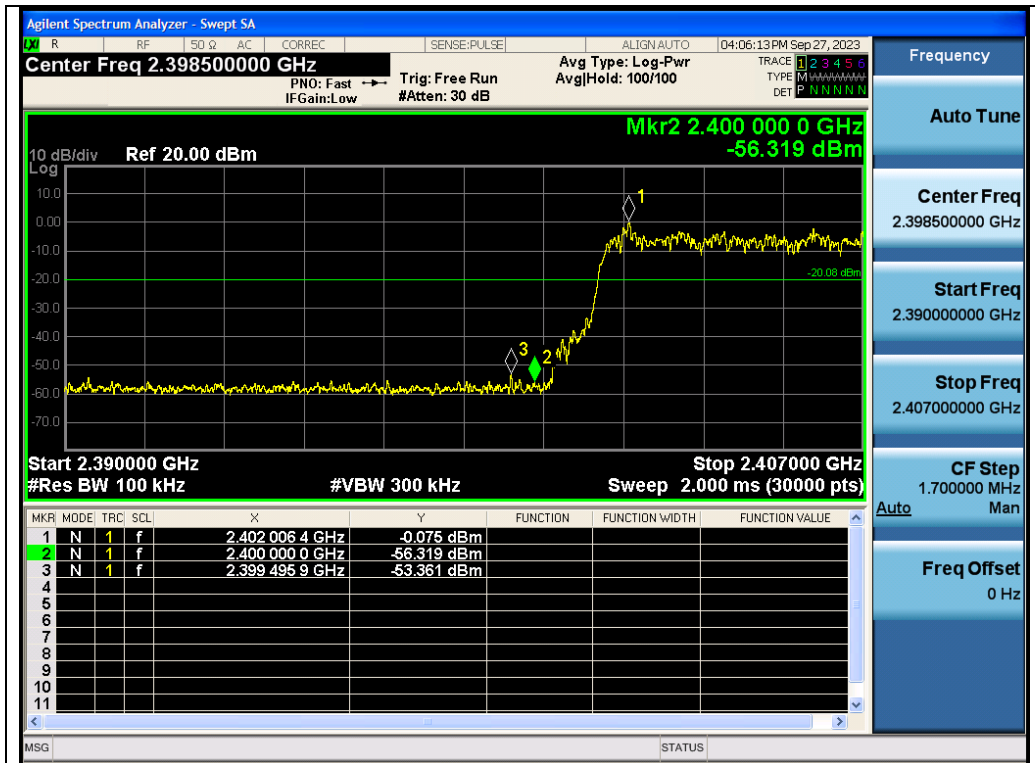 Agilent Spectrum Analyzer - Swept SA
LXI R RF 50 Ω AC CORREC SENSE:PULSE ALIGN AUTO 04:06:13 PM Sep 27, 2023
Center Freq 2.398500000 GHz
PNO: Fast
IFGain:Low
Trig: Free Run
#Atten: 30 dB
Avg Type: Log-Pwr
Avg|Hold: 100/100
TRACE 1 2 3 4 5 6
TYPE M
DET P N N N N N
Mkr2 2.400 000 0 GHz
-56.319 dBm
10 dB/div Ref 20.00 dBm
Log
10.0
0.00
-10.0
-20.0
-30.0
-40.0
-50.0
-60.0
-70.0
1
-20.08 dBm
3
2
Start 2.390000 GHz Stop 2.407000 GHz
#Res BW 100 kHz #VBW 300 kHz Sweep 2.000 ms (30000 pts)
MKR MODE TRC SCL X Y FUNCTION FUNCTION WIDTH FUNCTION VALUE
1 N 1 f 2.402 006 4 GHz -0.075 dBm
2 N 1 f 2.400 000 0 GHz -56.319 dBm
3 N 1 f 2.399 495 9 GHz -53.361 dBm
4
5
6
7
8
9
10
11
MSG STATUS
Frequency
Auto Tune
Center Freq
2.398500000 GHz
Start Freq
2.390000000 GHz
Stop Freq
2.407000000 GHz
CF Step
1.700000 MHz
Auto Man
Freq Offset
0 Hz